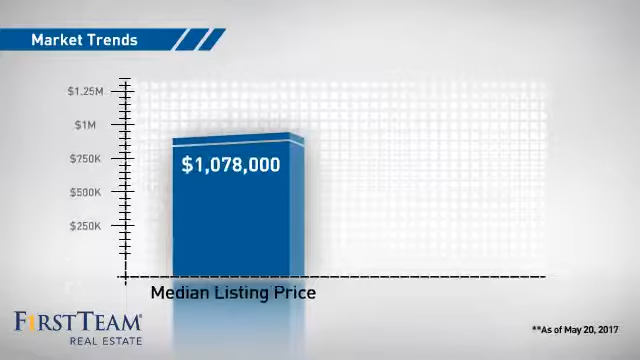 Market Trends
$1.25M
$1M
$750K
$500K
$250K
$1,078,000
Median Listing Price
FIRSTTEAM®
REAL ESTATE
**As of May 20, 2017